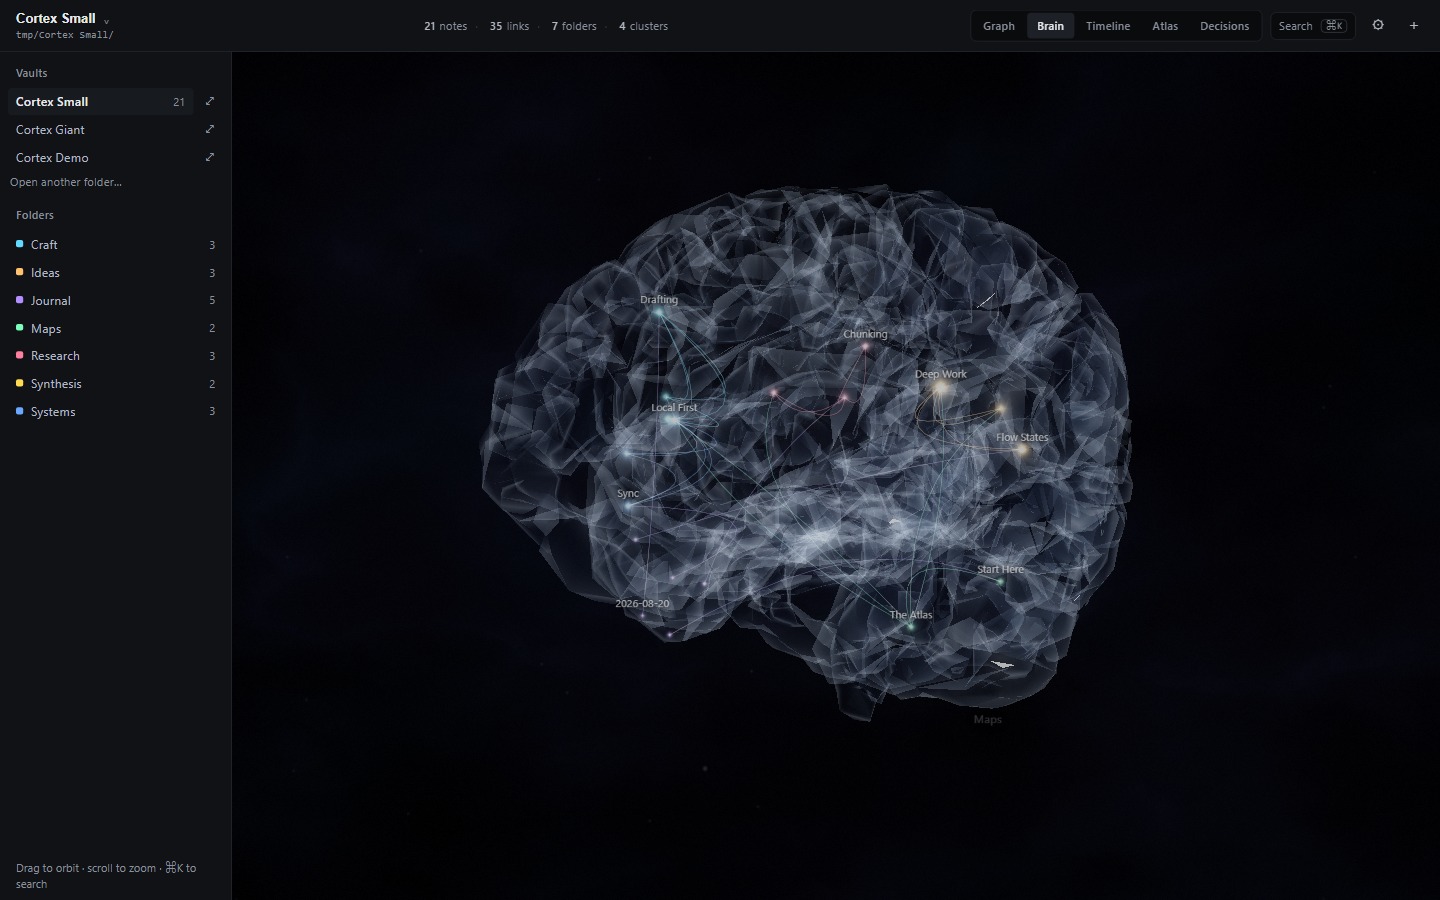 Cortex Small v
tmp/Cortex Small/
21 notes · 35 links · 7 folders · 4 clusters
Graph Brain Timeline Atlas Decisions
Search ⌘K
Vaults
Cortex Small 21
Cortex Giant
Cortex Demo
Open another folder...
Folders
Craft 3
Ideas 3
Journal 5
Maps 2
Research 3
Synthesis 2
Systems 3
Drafting
Chunking
Deep Work
Local First
Flow States
Sync
Start Here
2026-08-20
The Atlas
Maps
Drag to orbit · scroll to zoom · ⌘K to
search